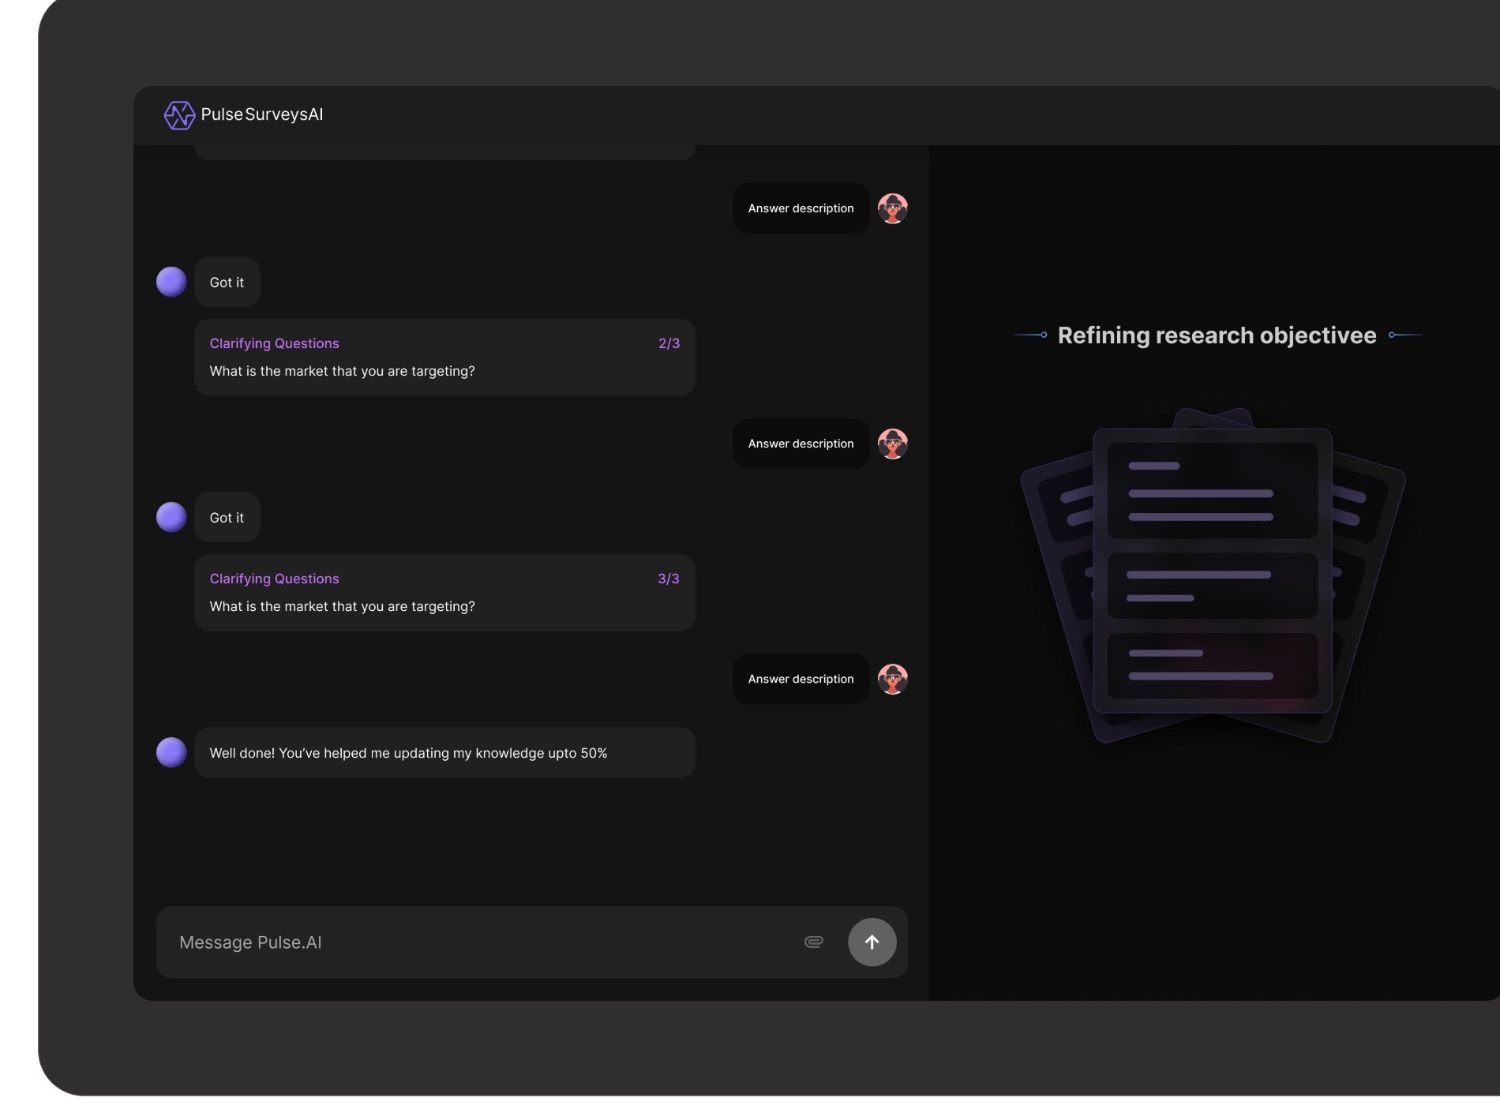 PulseSurveysAI
Answer description
Got it
Clarifying Questions 2/3
What is the market that you are targeting?
Answer description
Got it
Clarifying Questions 3/3
What is the market that you are targeting?
Answer description
Well done! You’ve helped me updating my knowledge upto 50%
Message Pulse.AI
Refining research objectivee